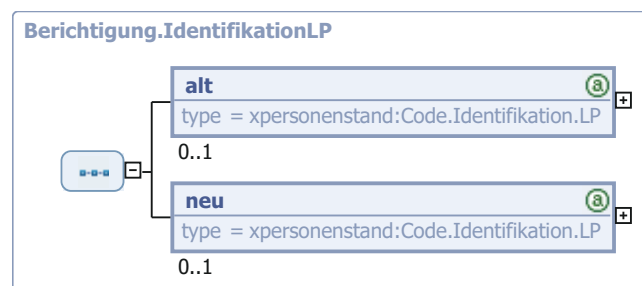 Berichtigung.IdentifikationLP
alt
type = xpersonenstand:Code.Identifikation.LP
0..1
neu
type = xpersonenstand:Code.Identifikation.LP
0..1